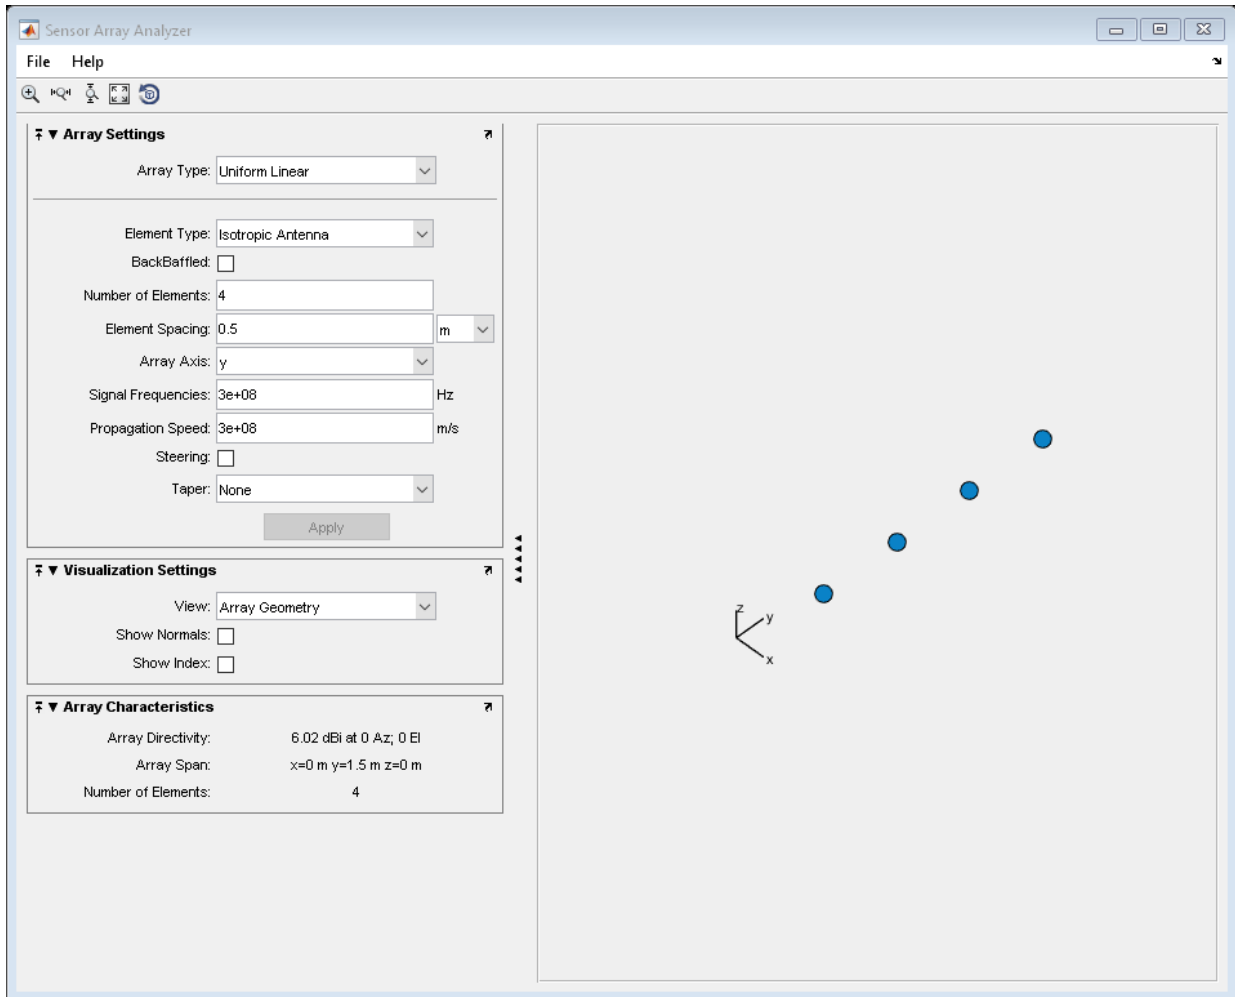 Sensor Array Analyzer
File Help
Array Settings
Array Type: Uniform Linear
Element Type: Isotropic Antenna
BackBaffled:
Number of Elements: 4
Element Spacing: 0.5 m
Array Axis: y
Signal Frequencies: 3e+08 Hz
Propagation Speed: 3e+08 m/s
Steering:
Taper: None
Apply
Visualization Settings
View: Array Geometry
Show Normals:
Show Index:
Array Characteristics
Array Directivity: 6.02 dBi at 0 Az; 0 El
Array Span: x=0 m y=1.5 m z=0 m
Number of Elements: 4
z
y
x